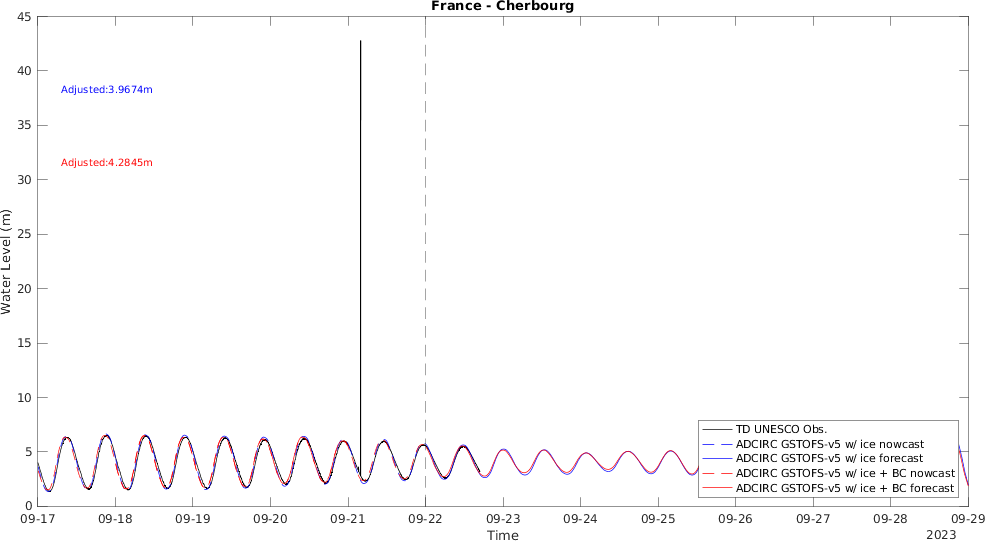 France - Cherbourg
45
40
35
30
25
20
15
10
5
0
Water Level (m)
Adjusted:3.9674m
Adjusted:4.2845m
TD UNESCO Obs.
ADCIRC GSTOFS-v5 w/ ice nowcast
ADCIRC GSTOFS-v5 w/ ice forecast
ADCIRC GSTOFS-v5 w/ ice + BC nowcast
ADCIRC GSTOFS-v5 w/ ice + BC forecast
09-17 09-18 09-19 09-20 09-21 09-22 09-23 09-24 09-25 09-26 09-27 09-28 09-29
Time
2023